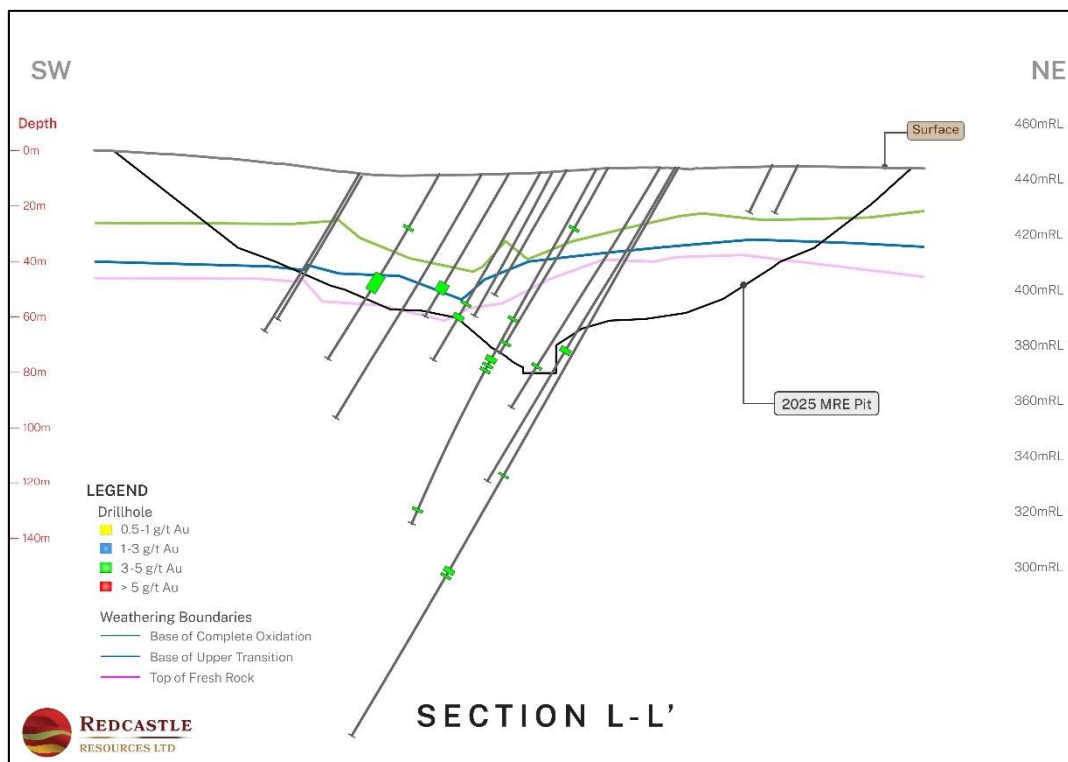 SW
NE
Depth
0m
20m
40m
60m
80m
100m
120m
140m
460mRL
440mRL
420mRL
400mRL
380mRL
360mRL
340mRL
320mRL
300mRL
Surface
2025 MRE Pit
LEGEND
Drillhole
0.5-1 g/t Au
1-3 g/t Au
3-5 g/t Au
> 5 g/t Au
Weathering Boundaries
Base of Complete Oxidation
Base of Upper Transition
Top of Fresh Rock
REDCASTLE
RESOURCES LTD
SECTION L-L'